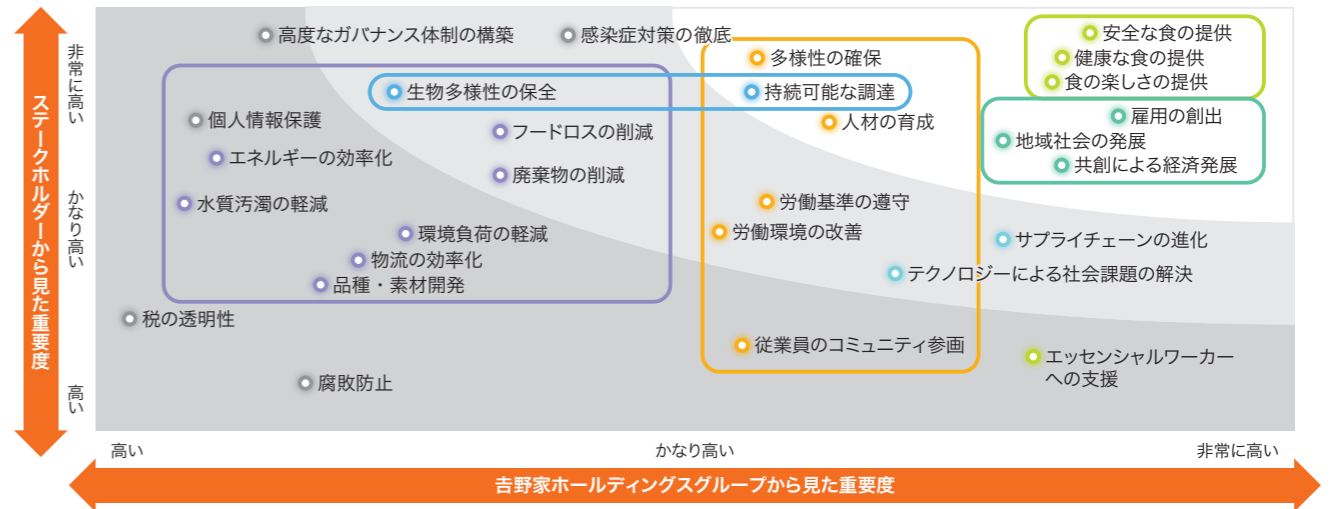 ステークホルダーから見た重要度
非常に高い
かなり高い
高い
高度なガバナンス体制の構築
感染症対策の徹底
安全な食の提供
多様性の確保
健康な食の提供
食の楽しさの提供
生物多様性の保全
持続可能な調達
個人情報保護
フードロスの削減
人材の育成
雇用の創出
地域社会の発展
エネルギーの効率化
共創による経済発展
廃棄物の削減
水質汚濁の軽減
労働基準の遵守
環境負荷の軽減
労働環境の改善
サプライチェーンの進化
物流の効率化
テクノロジーによる社会課題の解決
品種・素材開発
税の透明性
従業員のコミュニティ参画
エッセンシャルワーカー
への支援
腐敗防止
高い
かなり高い
非常に高い
𠮷野家ホールディングスグループから見た重要度